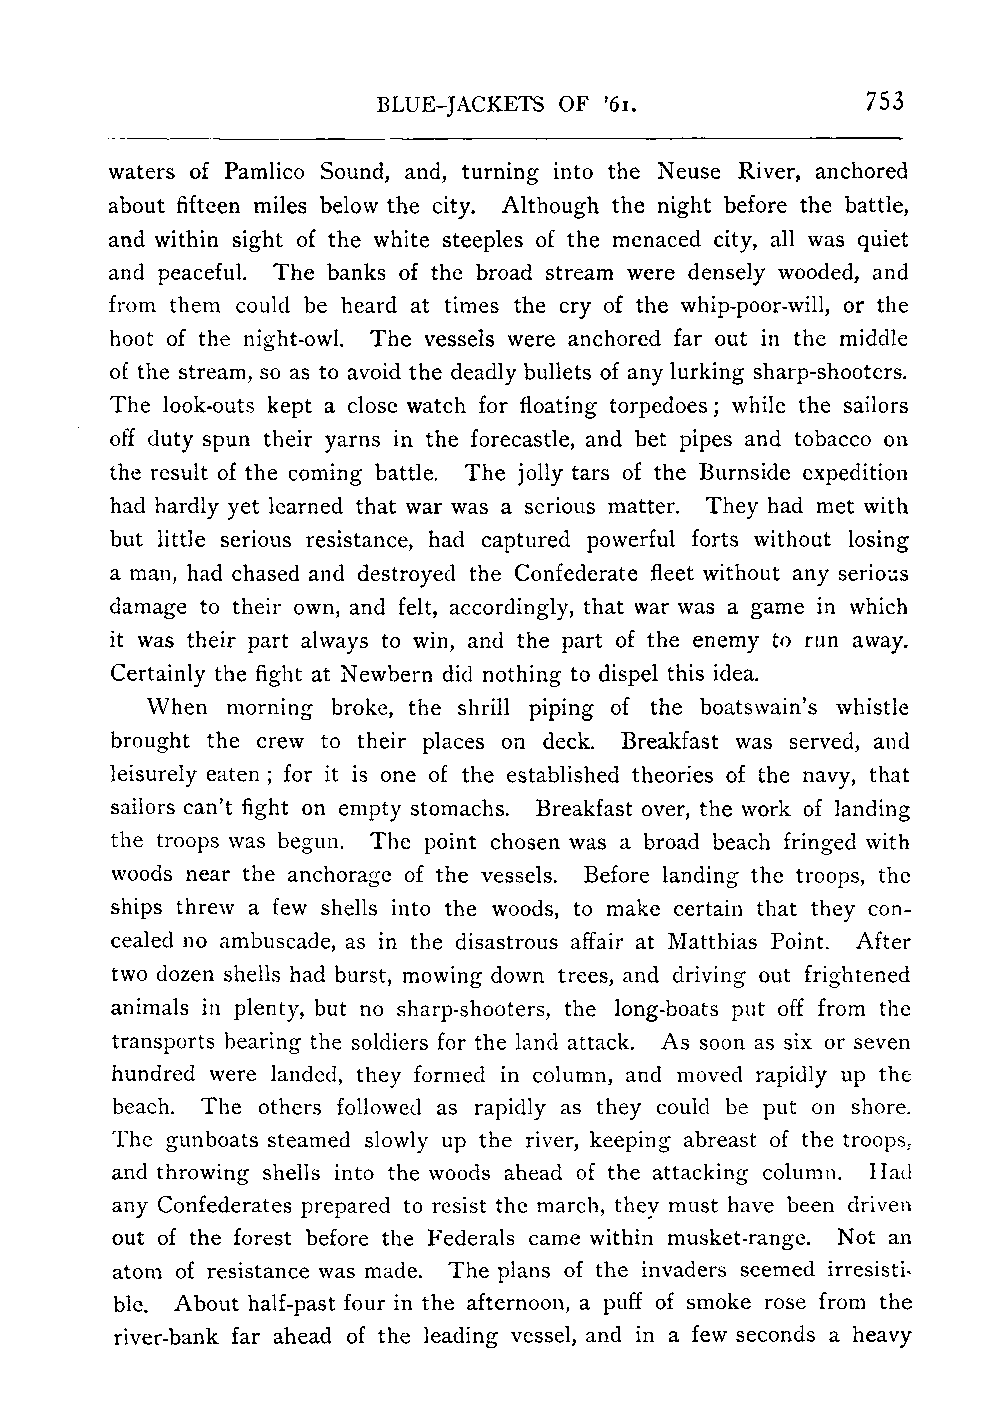 BLUE-JACKETS OF '61. 753
waters of Pamlico Sound, and, turning into the Neuse River, anchored
about fifteen miles below the city. Although the night before the battle,
and within sight of the white steeples of the menaced city, all was quiet
and peaceful. The banks of the broad stream were densely wooded, and
from them could be heard at times the cry of the whip-poor-will, or the
hoot of the night-owl. The vessels were anchored far out in the middle
of the stream, so as to avoid the deadly bullets of any lurking sharp-shooters.
The look-outs kept a close watch for floating torpedoes; while the sailors
off duty spun their yarns in the forecastle, and bet pipes and tobacco on
the result of the coming battle. The jolly tars of the Burnside expedition
had hardly yet learned that war was a serious matter. They had met with
but little serious resistance, had captured powerful forts without losing
a man, had chased and destroyed the Confederate fleet without any serious
damage to their own, and felt, accordingly, that war was a game in which
it was their part always to win, and the part of the enemy to run away.
Certainly the fight at Newbern did nothing to dispel this idea.
When morning broke, the shrill piping of the boatswain's whistle
brought the crew to their places on deck. Breakfast was served, and
leisurely eaten; for it is one of the established theories of the navy, that
sailors can't fight on empty stomachs. Breakfast over, the work of landing
the troops was begun. The point chosen was a broad beach fringed with
woods near the anchorage of the vessels. Before landing the troops, the
ships threw a few shells into the woods, to make certain that they con-
cealed no ambuscade, as in the disastrous affair at Matthias Point. After
two dozen shells had burst, mowing down trees, and driving out frightened
animals in plenty, but no sharp-shooters, the long-boats put off from the
transports bearing the soldiers for the land attack. As soon as six or seven
hundred were landed, they formed in column, and moved rapidly up the
beach. The others followed as rapidly as they could be put on shore.
The gunboats steamed slowly up the river, keeping abreast of the troops,
and throwing shells into the woods ahead of the attacking column. Had
any Confederates prepared to resist the march, they must have been driven
out of the forest before the Federals came within musket-range. Not an
atom of resistance was made. The plans of the invaders seemed irresisti-
ble. About half-past four in the afternoon, a puff of smoke rose from the
river-bank far ahead of the leading vessel, and in a few seconds a heavy